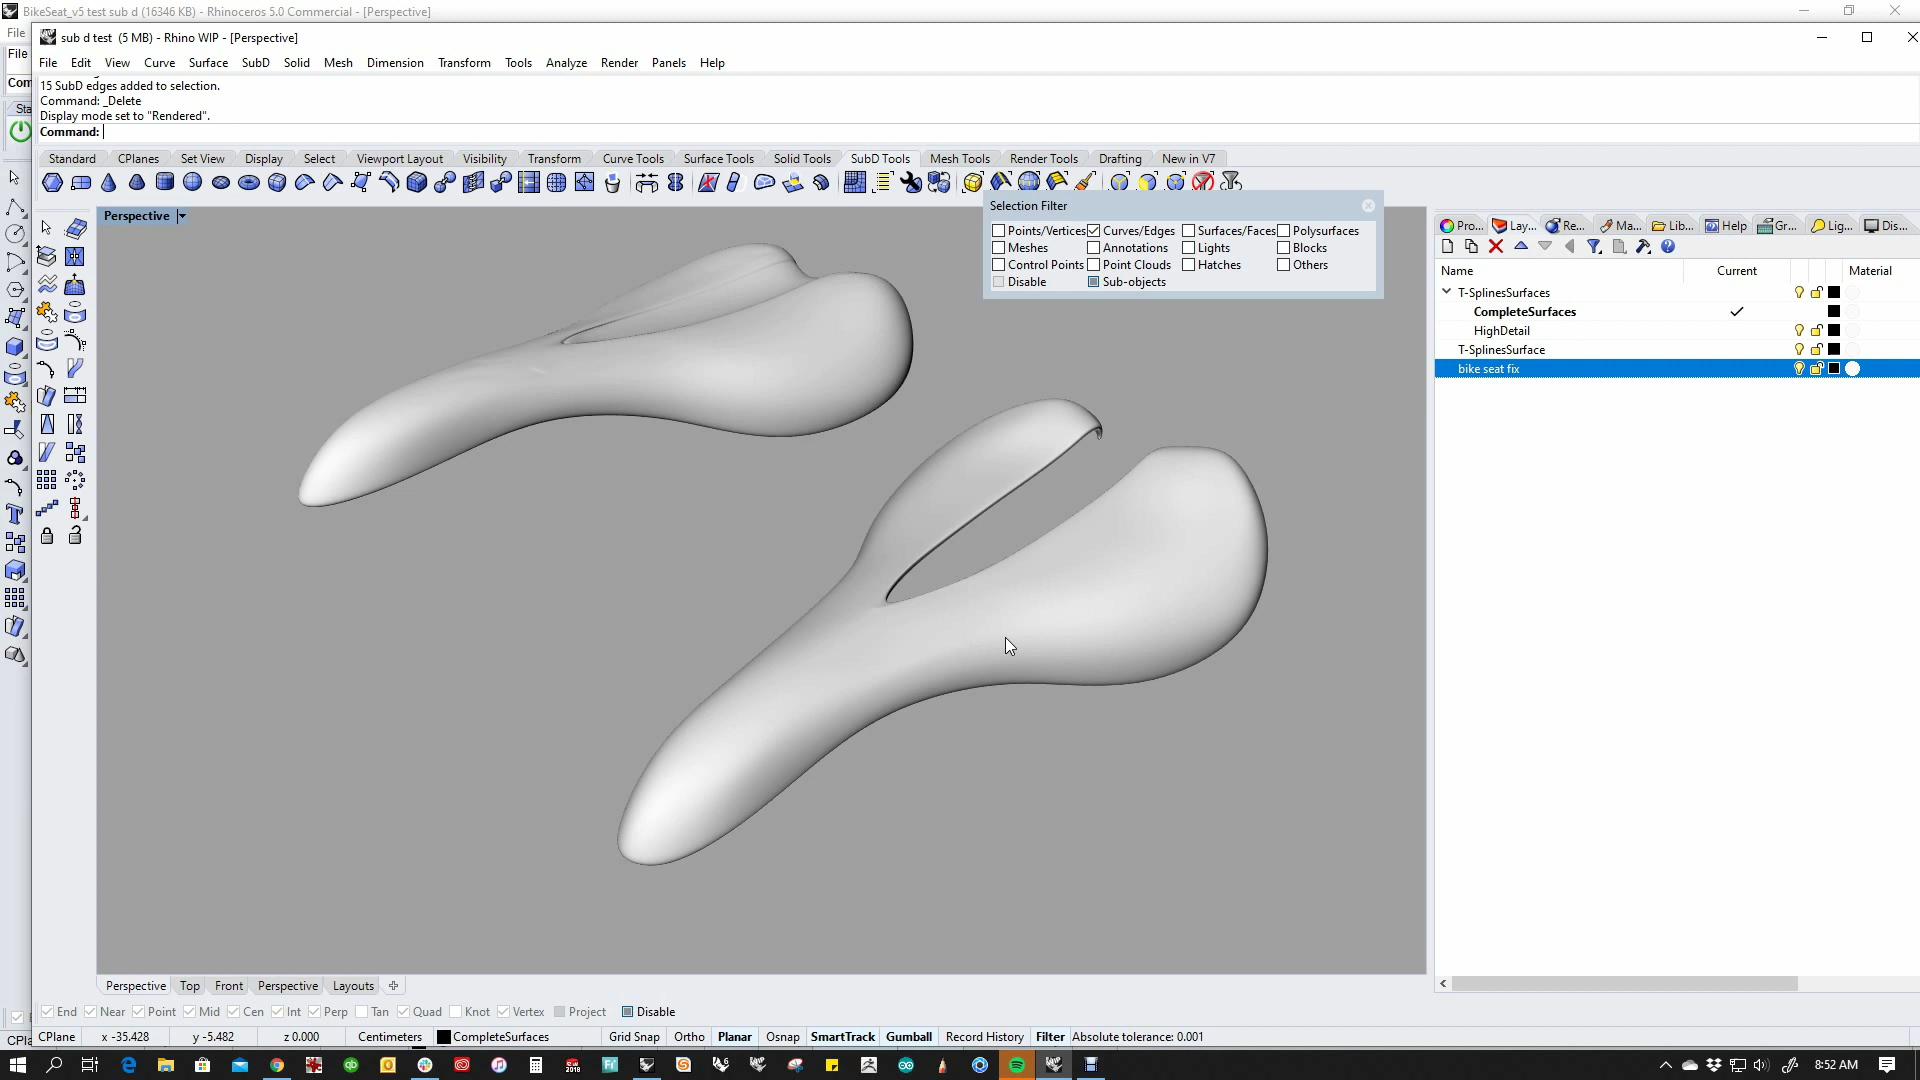 BikeSeat_v5 test sub d (16346 KB) - Rhinoceros 5.0 Commercial - [Perspective]
File
sub d test (5 MB) - Rhino WIP - [Perspective]
File
File Edit View Curve Surface SubD Solid Mesh Dimension Transform Tools Analyze Render Panels Help
Com
15 SubD edges added to selection.
Command: _Delete
Sta
Display mode set to "Rendered".
Command:
Standard CPlanes Set View Display Select Viewport Layout Visibility Transform Curve Tools Surface Tools Solid Tools SubD Tools Mesh Tools Render Tools Drafting New in V7
Perspective
Selection Filter
Points/Vertices Curves/Edges Surfaces/Faces Polysurfaces
Meshes Annotations Lights Blocks
Control Points Point Clouds Hatches Others
Disable Sub-objects
Pro... Lay... Re... Ma... Lib... Help Gr... Lig... Dis...
Name Current Material
T-SplinesSurfaces
CompleteSurfaces
HighDetail
T-SplinesSurface
bike seat fix
Perspective Top Front Perspective Layouts
End Near Point Mid Cen Int Perp Tan Quad Knot Vertex Project Disable
CPla
CPlane x -35.428 y -5.482 z 0.000 Centimeters CompleteSurfaces Grid Snap Ortho Planar Osnap SmartTrack Gumball Record History Filter Absolute tolerance: 0.001
8:52 AM